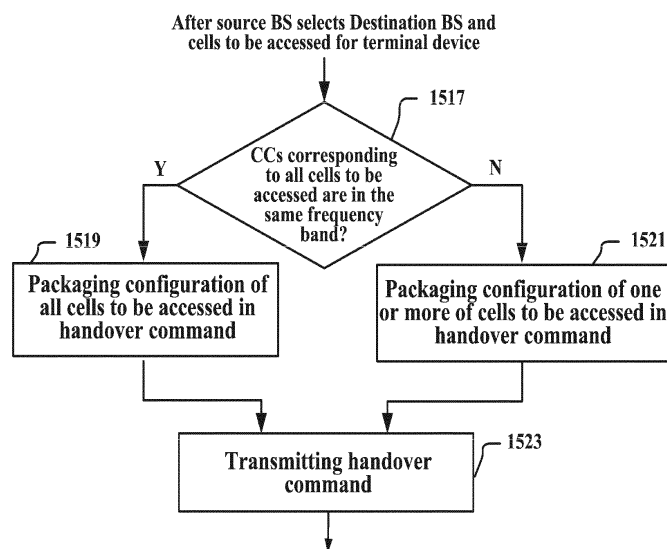 After source BS selects Destination BS and
cells to be accessed for terminal device
1517
CCs corresponding
to all cells to be
accessed are in the
same frequency
band?
Y
N
1519
Packaging configuration of
all cells to be accessed in
handover command
1521
Packaging configuration of one
or more of cells to be accessed in
handover command
1523
Transmitting handover
command